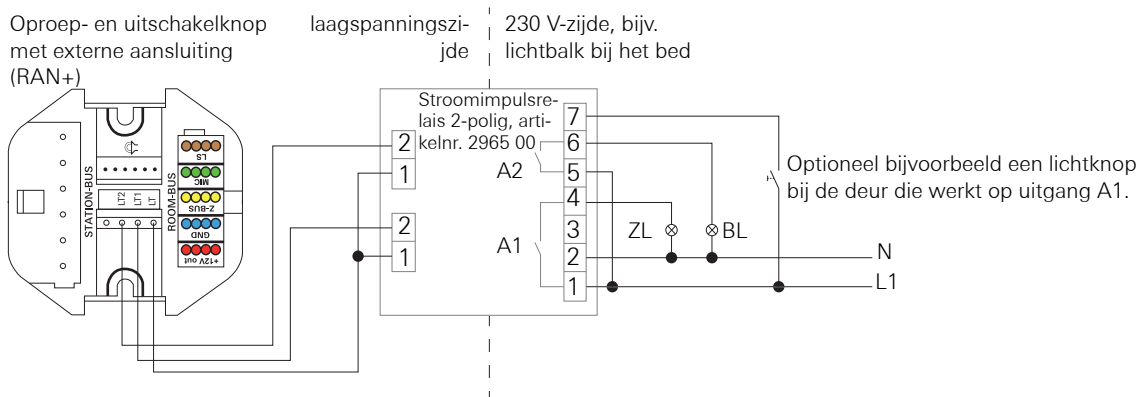 Oproep- en uitschakelknop
met externe aansluiting
(RAN+)
laagspanningszi-
jde
230 V-zijde, bijv.
lichtbalk bij het bed
Stroomimpulsre-
lais 2-polig, arti-
kelnr. 2965 00
STATION-BUS
LT2
LT1
LT
ROOM-BUS
LS
MIC
Z-BUS
GND
+12V out
2
1
2
1
A2
A1
7
6
5
4
3
2
1
ZL
BL
N
L1
Optioneel bijvoorbeeld een lichtknop
bij de deur die werkt op uitgang A1.